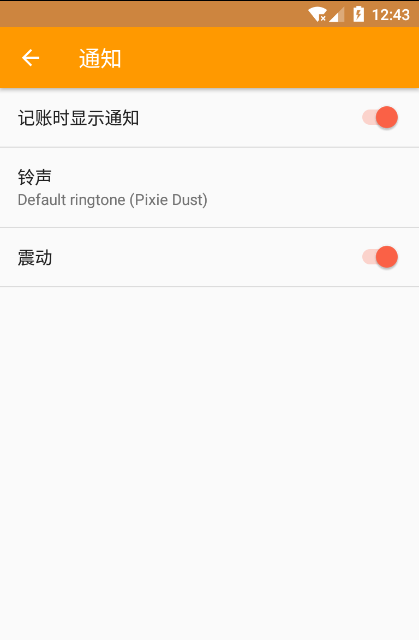 12:43
通知
记账时显示通知
铃声
Default ringtone (Pixie Dust)
震动